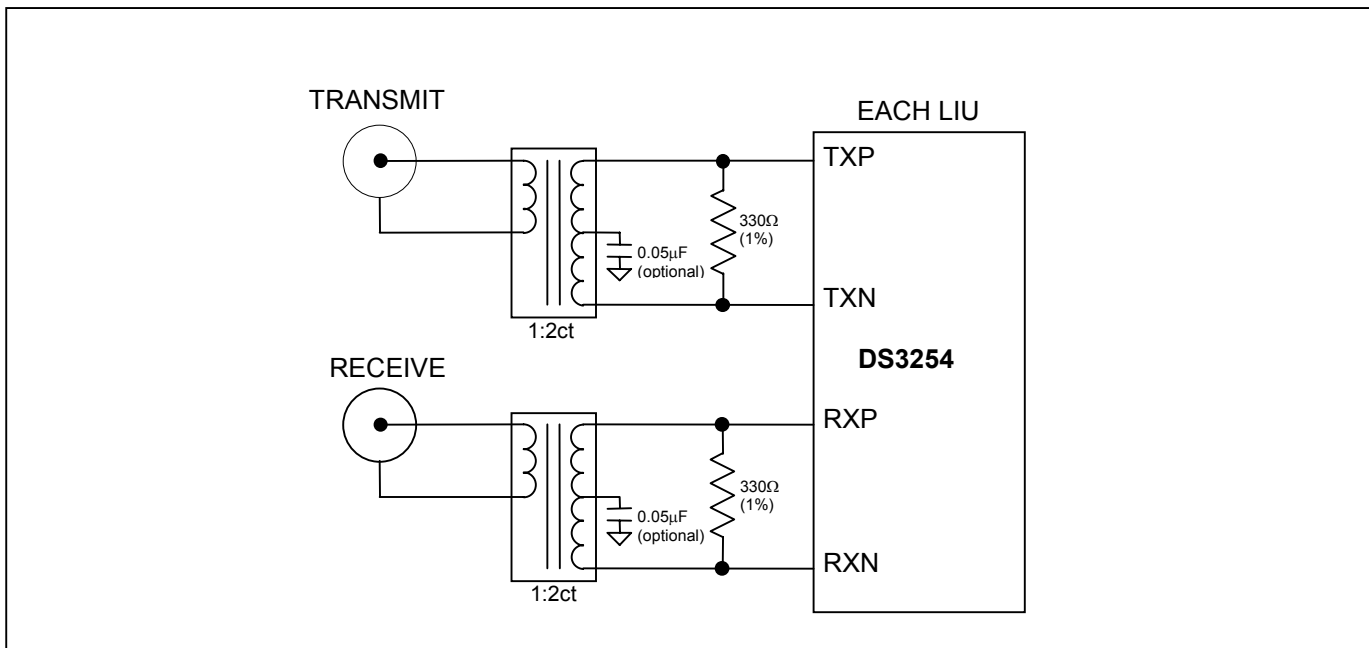 TRANSMIT
EACH LIU
TXP
330Ω
(1%)
0.05µF
(optional)
TXN
1:2ct
DS3254
RECEIVE
RXP
330Ω
(1%)
0.05µF
(optional)
RXN
1:2ct